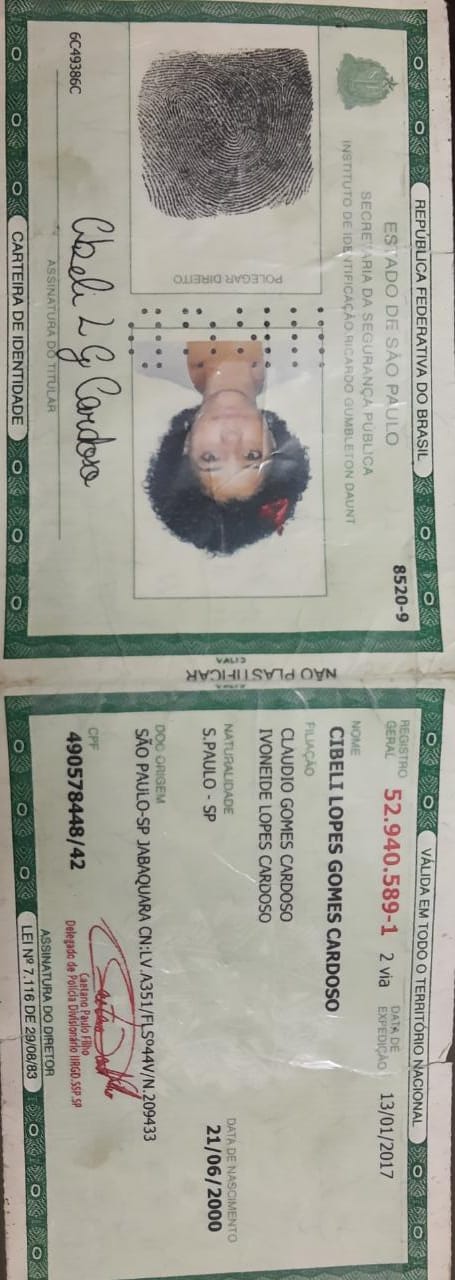 REPÚBLICA FEDERATIVA DO BRASIL
ESTADO DE SÃO PAULO
SECRETARIA DA SEGURANÇA PÚBLICA
INSTITUTO DE IDENTIFICAÇÃO RICARDO GUMBLETON DAUNT
8520-9
POLEGAR DIREITO
Cibeli L G Cardoso
ASSINATURA DO TITULAR
6C49386C
CARTEIRA DE IDENTIDADE
NÃO PLASTIFICAR
VÁLIDA EM TODO O TERRITÓRIO NACIONAL
REGISTRO GERAL 52.940.589-1 2 via DATA DE EXPEDIÇÃO 13/01/2017
NOME
CIBELI LOPES GOMES CARDOSO
FILIAÇÃO
CLAUDIO GOMES CARDOSO
IVONEIDE LOPES CARDOSO
NATURALIDADE DATA DE NASCIMENTO
S.PAULO - SP 21/06/2000
DOC ORIGEM
SÃO PAULO-SP JABAQUARA CN:LV.A351/FLSº44V/N.209433
CPF
490578448/42
Caetano Paulo Filho
Delegado de Polícia Divisionário IIRGD.SSP.SP
ASSINATURA DO DIRETOR
LEI Nº 7.116 DE 29/08/83